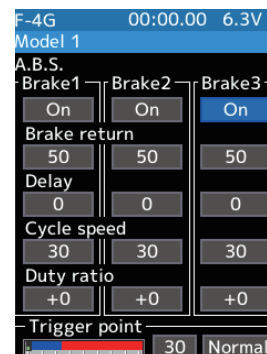 F-4G 00:00.00 6.3V
Model 1
A.B.S.
Brake1 Brake2 Brake3
On On On
Brake return
50 50 50
Delay
0 0 0
Cycle speed
30 30 30
Duty ratio
+0 +0 +0
Trigger point
30 Normal